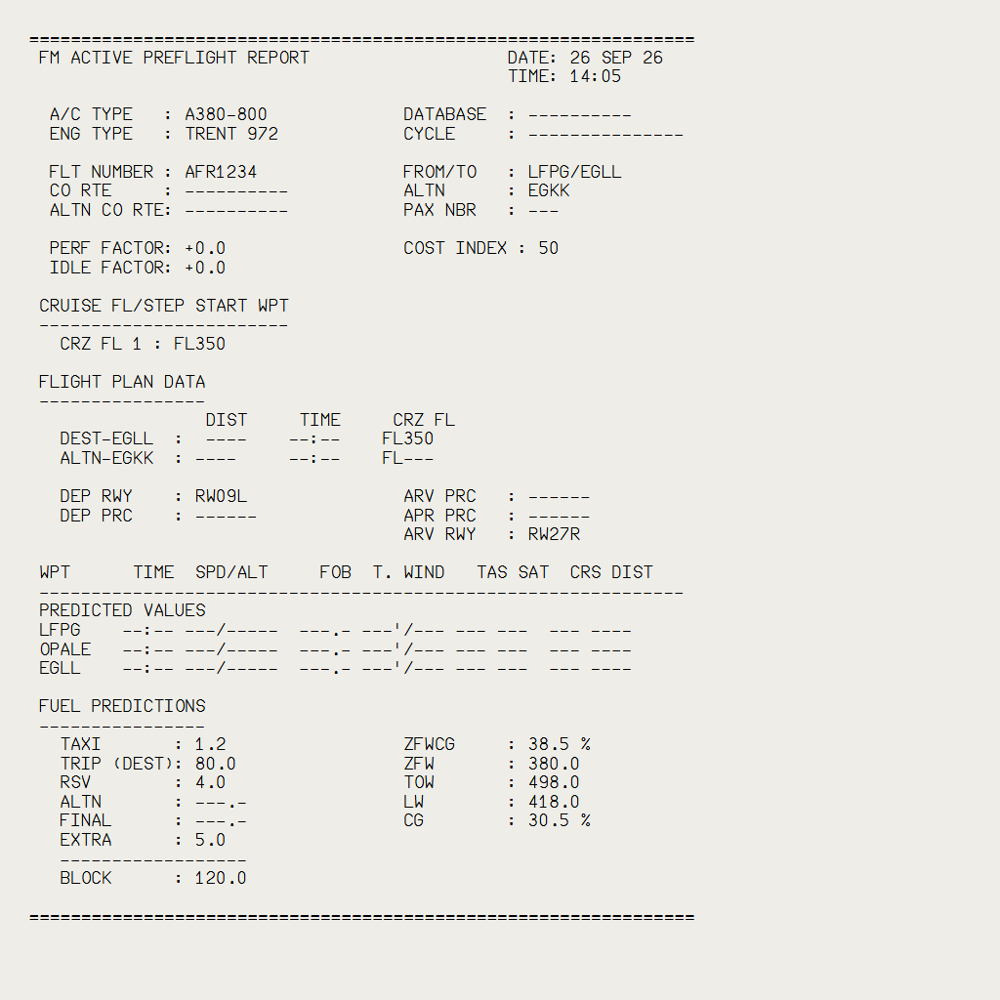 ================================================================
FM ACTIVE PREFLIGHT REPORT                   DATE: 26 SEP 26
                                             TIME: 14:05
 A/C TYPE   : A380-800             DATABASE  : ----------
 ENG TYPE   : TRENT 972            CYCLE     : ---------------
 FLT NUMBER : AFR1234              FROM/TO   : LFPG/EGLL
 CO RTE     : ----------           ALTN      : EGKK
 ALTN CO RTE: ----------           PAX NBR   : ---
 PERF FACTOR: +0.0                 COST INDEX : 50
 IDLE FACTOR: +0.0
CRUISE FL/STEP START WPT
------------------------
  CRZ FL 1 : FL350
FLIGHT PLAN DATA
----------------
                DIST     TIME     CRZ FL
  DEST-EGLL  :  ----    --:--    FL350
  ALTN-EGKK  : ----     --:--    FL---
  DEP RWY    : RW09L               ARV PRC   : ------
  DEP PRC    : ------              APR PRC   : ------
                                   ARV RWY   : RW27R
WPT      TIME  SPD/ALT     FOB  T. WIND   TAS SAT  CRS DIST
--------------------------------------------------------------
PREDICTED VALUES
LFPG    --:-- ---/-----  ---.- ---'/--- --- ---  --- ----
OPALE   --:-- ---/-----  ---.- ---'/--- --- ---  --- ----
EGLL    --:-- ---/-----  ---.- ---'/--- --- ---  --- ----
FUEL PREDICTIONS
----------------
  TAXI       : 1.2                 ZFWCG     : 38.5 %
  TRIP (DEST): 80.0                ZFW       : 380.0
  RSV        : 4.0                 TOW       : 498.0
  ALTN       : ---.-               LW        : 418.0
  FINAL      : ---.-               CG        : 30.5 %
  EXTRA      : 5.0
  ------------------
  BLOCK      : 120.0
================================================================